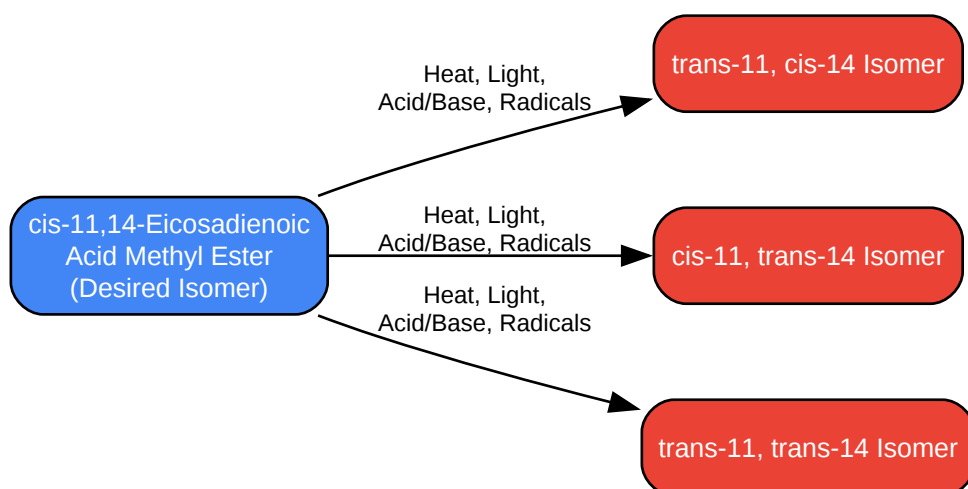 Heat, Light,
Acid/Base, Radicals
trans-11, cis-14 Isomer
cis-11,14-Eicosadienoic
Acid Methyl Ester
(Desired Isomer)
Heat, Light,
Acid/Base, Radicals
cis-11, trans-14 Isomer
Heat, Light,
Acid/Base, Radicals
trans-11, trans-14 Isomer